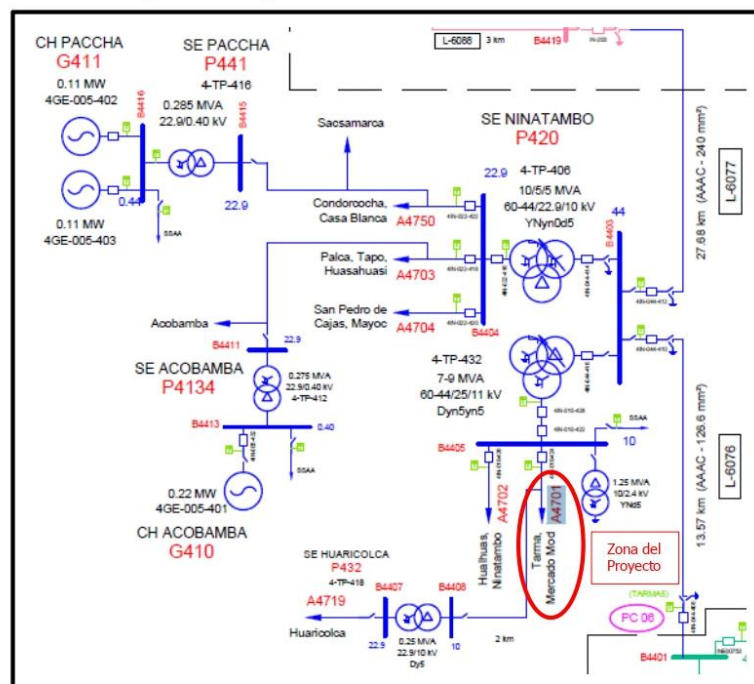 L-6086
3 km
B4419
CH PACCHA
G411
0.11 MW
4GE-005-402
0.11 MW
4GE-005-403
B4416
0.44
SSAA
SE PACCHA
P441
4-TP-416
0.285 MVA
22.9/0.40 kV
B4415
22.9
Sacsamarca
SE NINATAMBO
P420
22.9
4-TP-406
10/5/5 MVA
60-44/22.9/10 kV
YNyn0d5
B4403
44
27.68 km (AAAC - 240 mm²)
L-6077
Condorcocha,
Casa Blanca
A4750
Palca, Tapo,
Huasahuasi
A4703
San Pedro de
Cajas, Mayoc
A4704
B4404
Acobamba
B4411
22.9
SE ACOBAMBA
P4134
0.275 MVA
22.9/0.40 kV
4-TP-412
B4413
0.40
SSAA
0.22 MW
4GE-005-401
CH ACOBAMBA
G410
4-TP-432
7-9 MVA
60-44/25/11 kV
Dyn5yn5
B4405
SSAA
10
1.25 MVA
10/2.4 kV
YNd5
A4702
Hualhuas,
Ninatambo
A4701
Tarma,
Mercado Mod
Zona del
Proyecto
13.57 km (AAAC - 126.6 mm²)
L-6076
SE HUARICOLCA
P432
4-TP-418
A4719
Huaricolca
B4407
22.9
0.25 MVA
22.9/10 kV
Dy5
B4408
10
2 km
(TARMA5)
PC 06
B4401